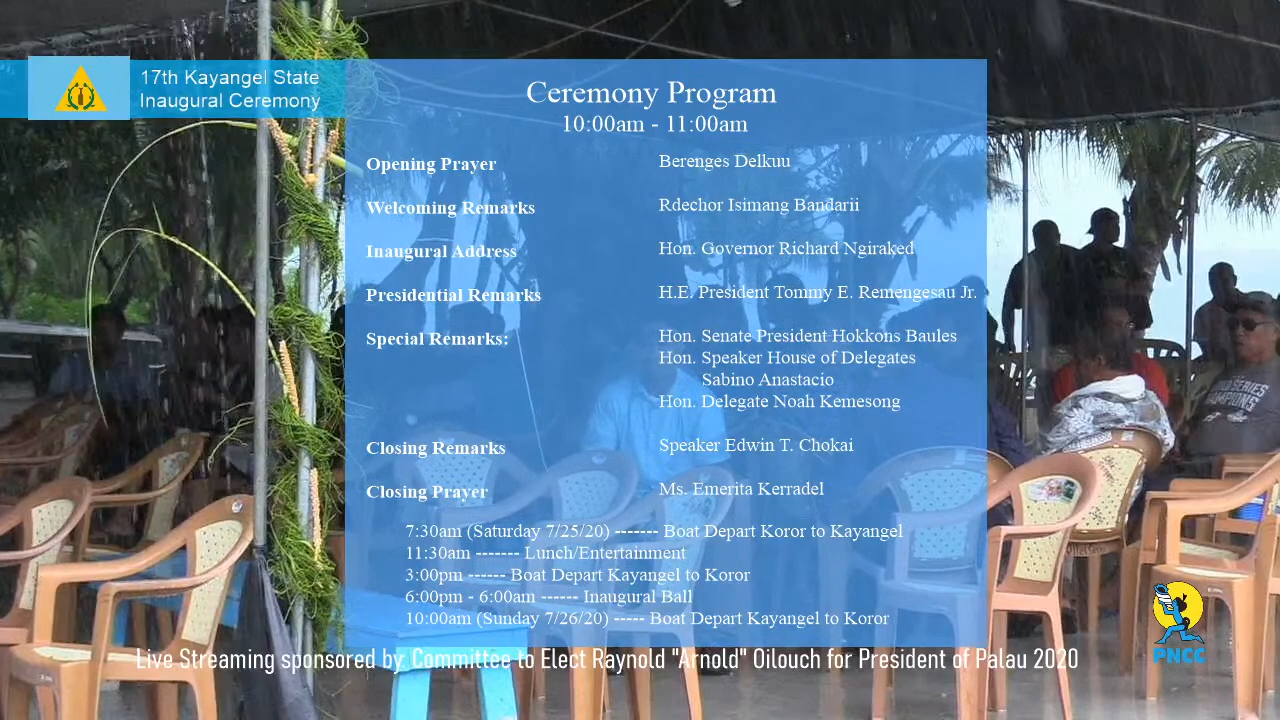 17th Kayangel State
Inaugural Ceremony
Ceremony Program
10:00am - 11:00am
Opening Prayer Berenges Delkuu
Welcoming Remarks Rdechor Isimang Bandarii
Inaugural Address Hon. Governor Richard Ngiraked
Presidential Remarks H.E. President Tommy E. Remengesau Jr.
Special Remarks: Hon. Senate President Hokkons Baules
Hon. Speaker House of Delegates
Sabino Anastacio
Hon. Delegate Noah Kemesong
Closing Remarks Speaker Edwin T. Chokai
Closing Prayer Ms. Emerita Kerradel
7:30am (Saturday 7/25/20) ------- Boat Depart Koror to Kayangel
11:30am ------- Lunch/Entertainment
3:00pm ------ Boat Depart Kayangel to Koror
6:00pm - 6:00am ------ Inaugural Ball
10:00am (Sunday 7/26/20) ----- Boat Depart Kayangel to Koror
Live Streaming sponsored by: Committee to Elect Raynold "Arnold" Oilouch for President of Palau 2020
PNCC